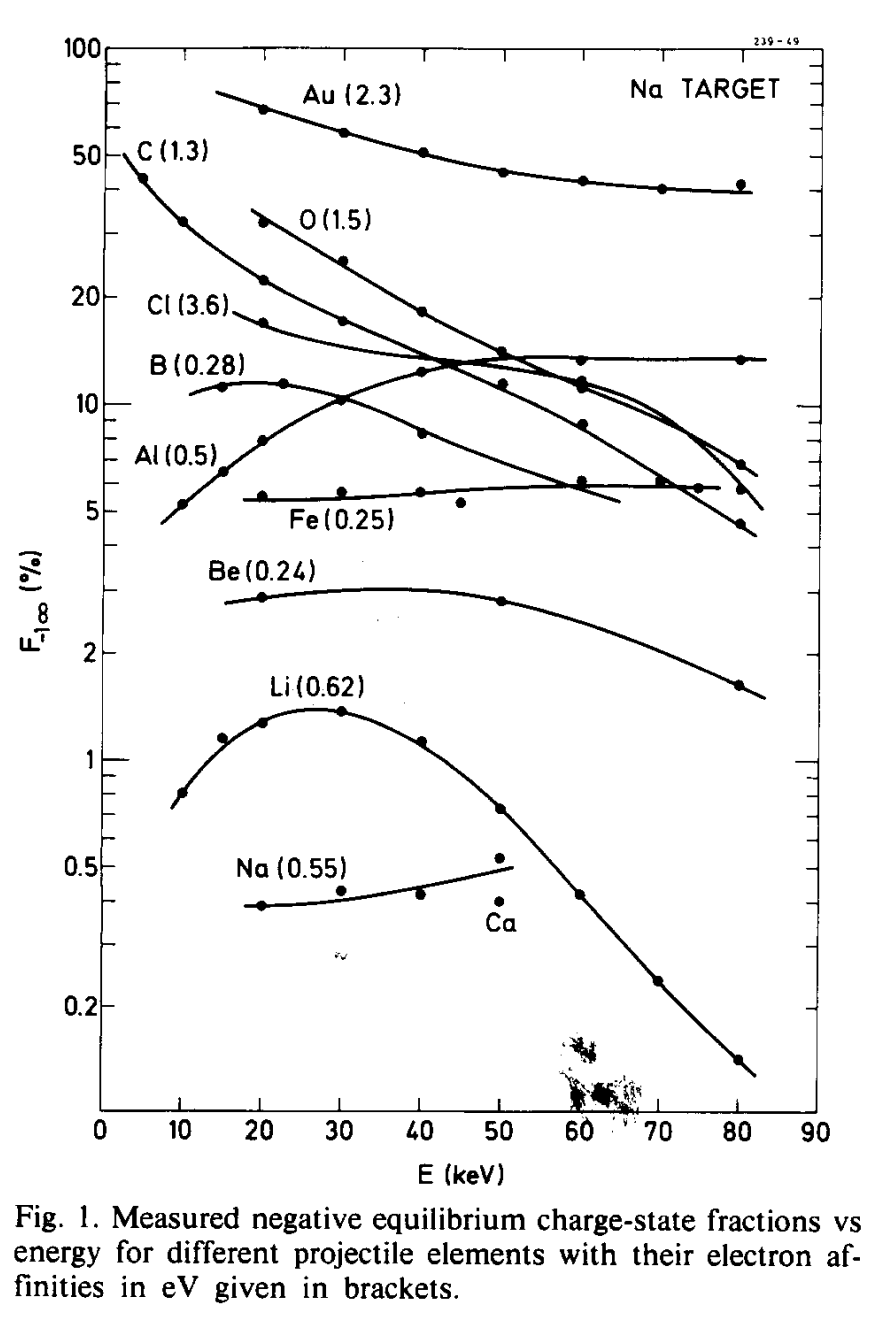 239-49
100
Au (2.3)
Na TARGET
50
C (1.3)
O (1.5)
20
Cl (3.6)
B (0.28)
10
Al (0.5)
5
Fe (0.25)
Be (0.24)
F-1∞ (%)
2
Li (0.62)
1
0.5
Na (0.55)
Ca
0.2
0 10 20 30 40 50 60 70 80 90
E (keV)
Fig. 1. Measured negative equilibrium charge-state fractions vs
energy for different projectile elements with their electron af-
finities in eV given in brackets.